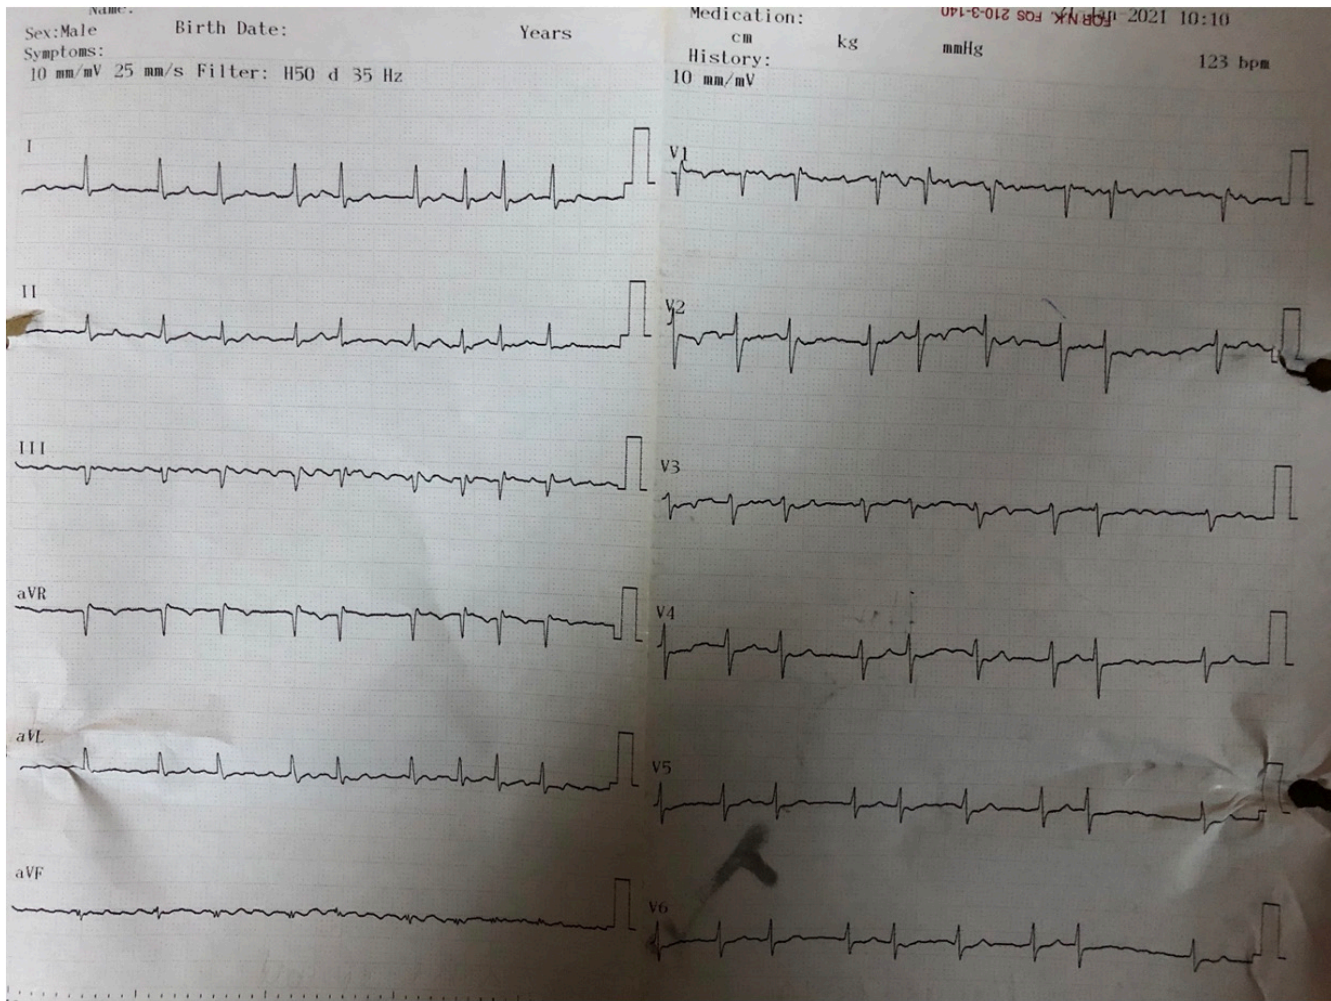 Name:
Sex:Male Birth Date: Years
Symptoms:
10 mm/mV 25 mm/s Filter: H50 d 35 Hz
I
II
III
aVR
aVL
aVF
Medication:
2021 10:10
cm kg mmHg
History: 123 bpm
10 mm/mV
V1
V2
V3
V4
V5
V6